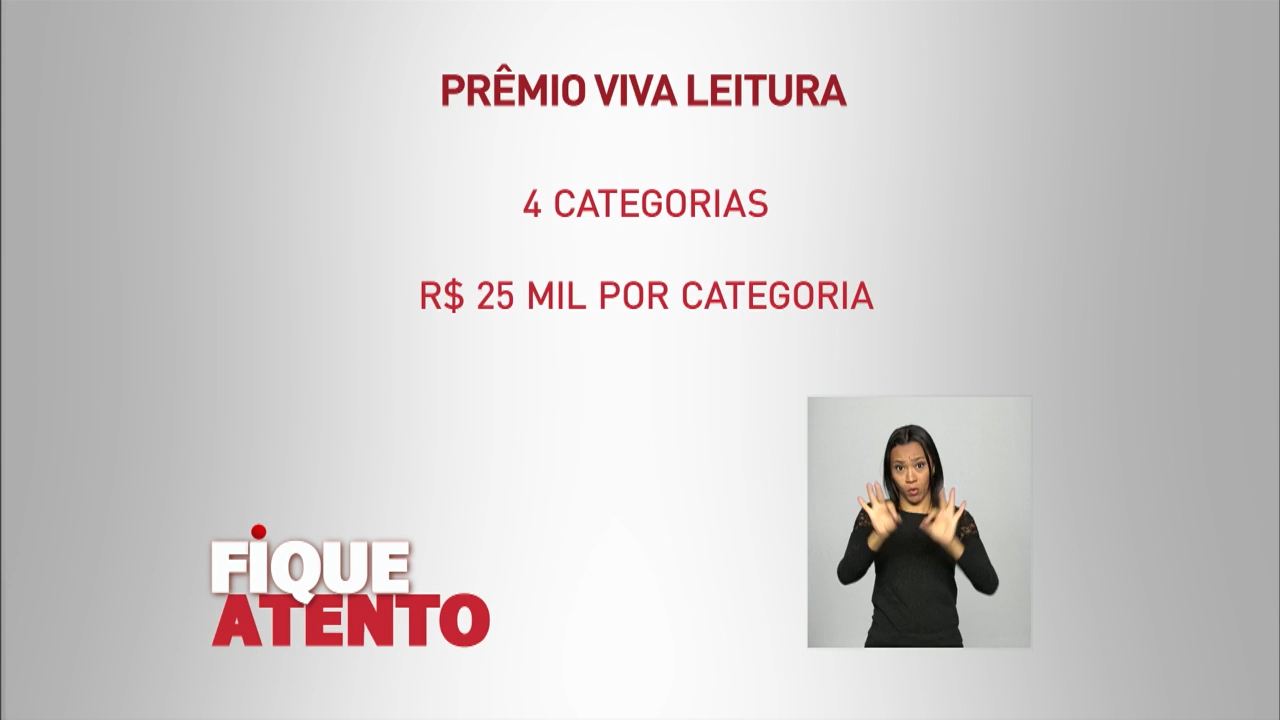 PRÊMIO VIVA LEITURA
4 CATEGORIAS
R$ 25 MIL POR CATEGORIA
FIQUE
ATENTO